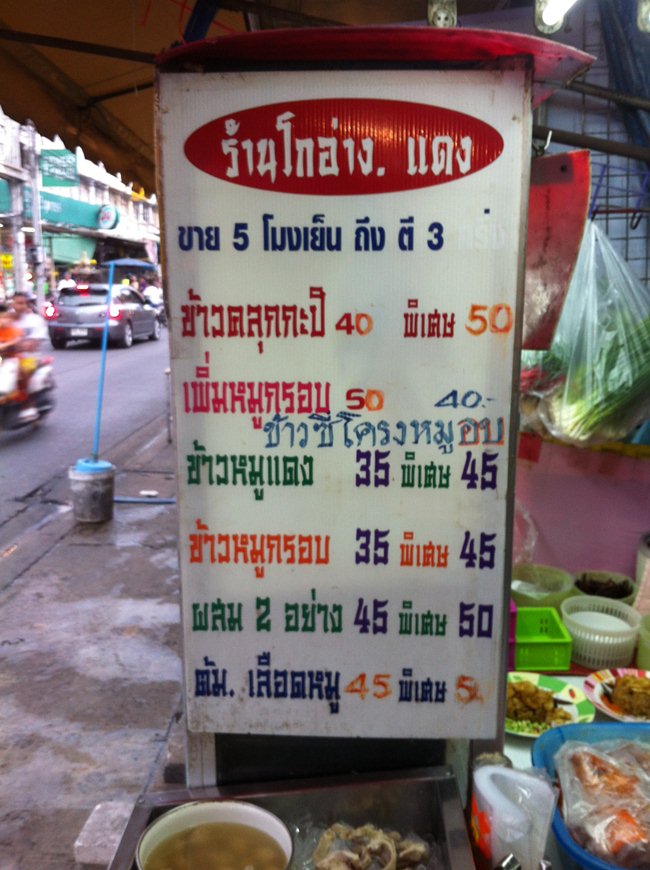 ร้านโกอ่าง. แดง
ขาย 5 โมงเย็น ถึง ตี 3
ข้าวคลุกกะปิ 40 พิเศษ 50
เพิ่มหมูกรอบ 50 40.-
ข้าวซี่โครงหมูอบ
ข้าวหมูแดง 35 พิเศษ 45
ข้าวหมูกรอบ 35 พิเศษ 45
ผสม 2 อย่าง 45 พิเศษ 50
ต้ม. เลือดหมู 45 พิเศษ